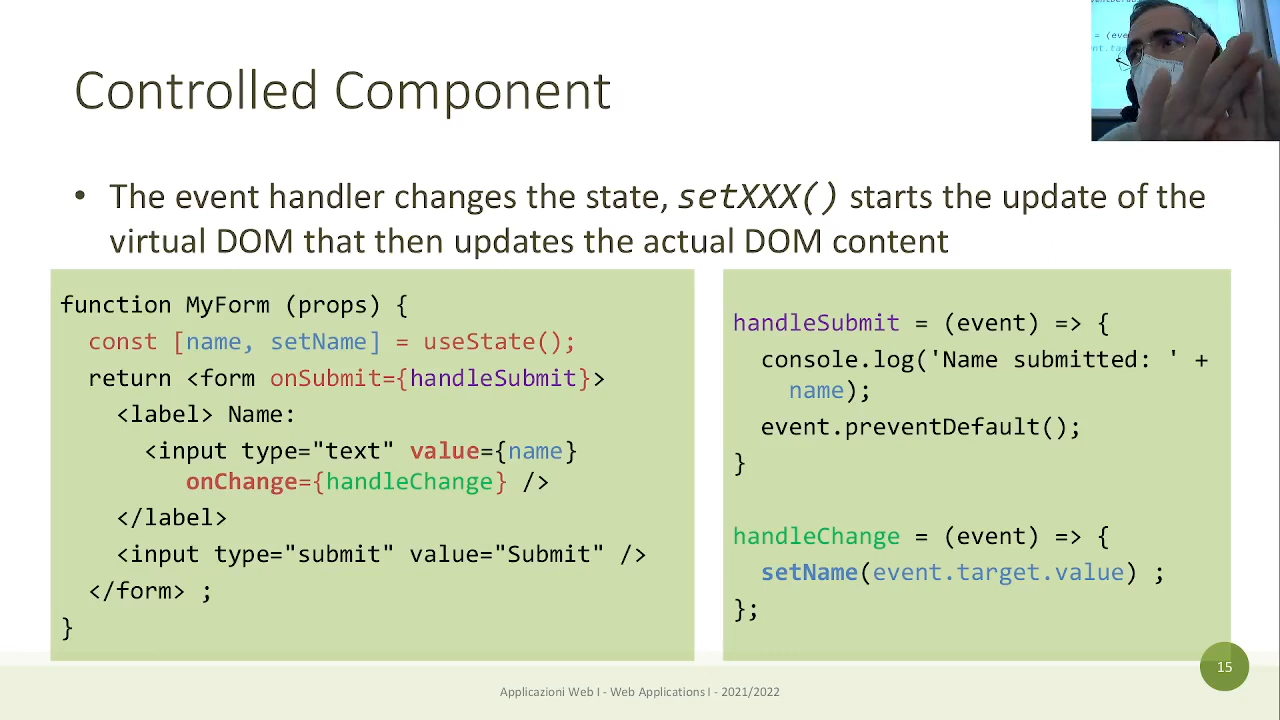 Controlled Component
• The event handler changes the state, setXXX() starts the update of the
virtual DOM that then updates the actual DOM content
function MyForm (props) {
const [name, setName] = useState();
return <form onSubmit={handleSubmit}>
<label> Name:
<input type="text" value={name}
onChange={handleChange} />
</label>
<input type="submit" value="Submit" />
</form> ;
}
handleSubmit = (event) => {
console.log('Name submitted: ' +
name);
event.preventDefault();
}
handleChange = (event) => {
setName(event.target.value) ;
};
15
Applicazioni Web I - Web Applications I - 2021/2022